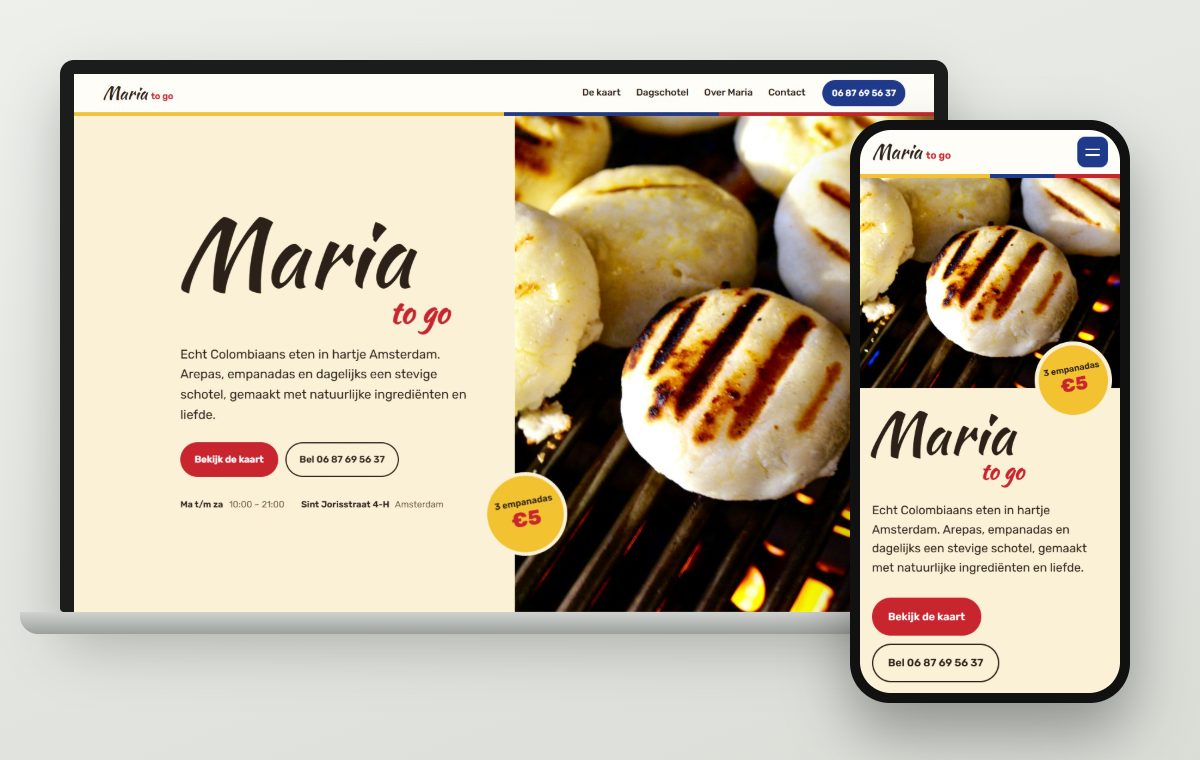 Maria to go
De kaart Dagschotel Over Maria Contact 06 87 69 56 37
Maria
to go
Echt Colombiaans eten in hartje Amsterdam.
Arepas, empanadas en dagelijks een stevige
schotel, gemaakt met natuurlijke ingrediënten en
liefde.
Bekijk de kaart
Bel 06 87 69 56 37
Ma t/m za 10:00 – 21:00 Sint Jorisstraat 4-H Amsterdam
3 empanadas
€5
Maria to go
3 empanadas
€5
Maria
to go
Echt Colombiaans eten in hartje
Amsterdam. Arepas, empanadas en
dagelijks een stevige schotel, gemaakt
met natuurlijke ingrediënten en liefde.
Bekijk de kaart
Bel 06 87 69 56 37